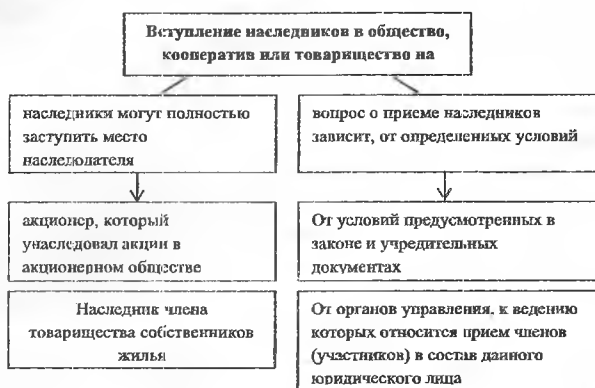 Вступление наследников в общество,
кооператив или товарищество на
наследники могут полностью
заступить место
наследодателя
вопрос о приеме наследников
зависит, от определенных условий
акционер, который
унаследовал акции в
акционерном обществе
От условий предусмотренных в
законе и учредительных
документах
Наследник члена
товарищества собственников
жилья
От органов управления, к ведению
которых относится прием членов
(участников) в состав данного
юридического лица